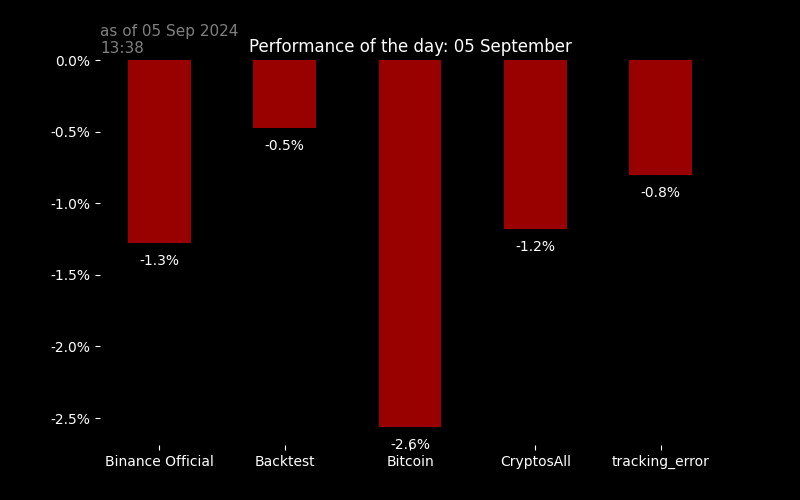 as of 05 Sep 2024
13:38
Performance of the day: 05 September
0.0%
-0.5%
-1.0%
-1.5%
-2.0%
-2.5%
-1.3%
-0.5%
-2.6%
-1.2%
-0.8%
Binance Official
Backtest
Bitcoin
CryptosAll
tracking_error